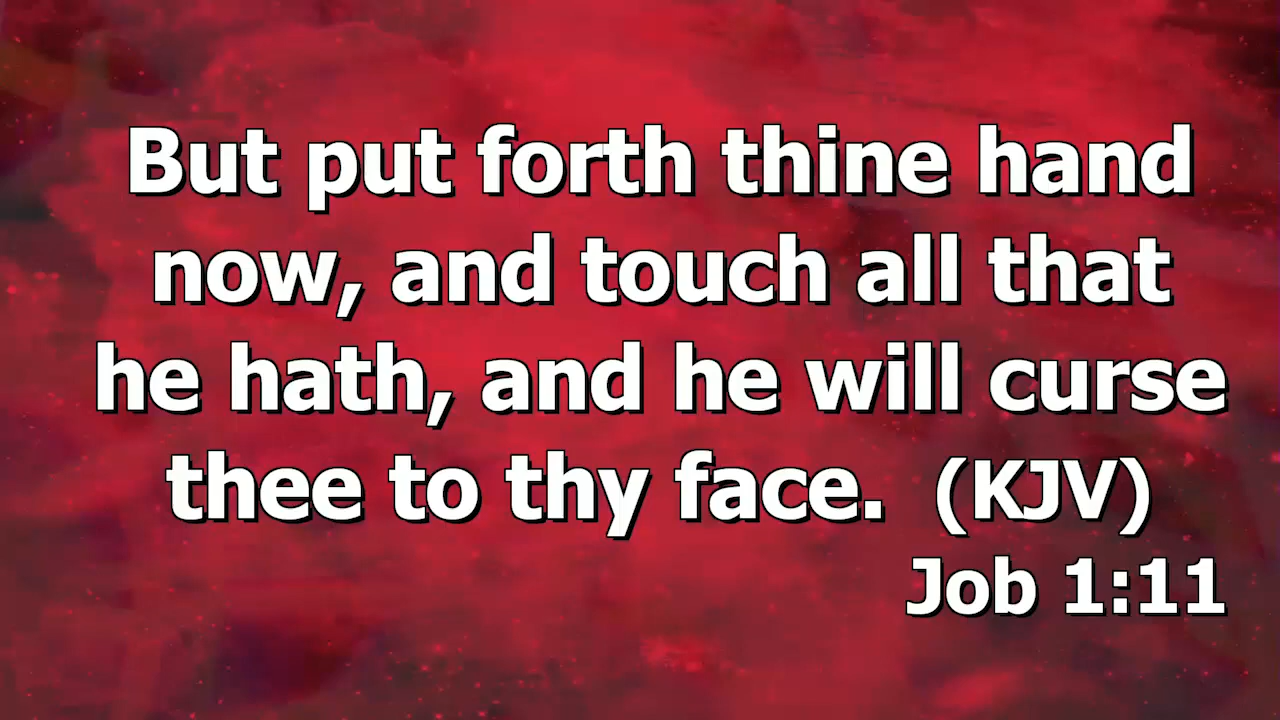 But put forth thine hand
now, and touch all that
he hath, and he will curse
thee to thy face.  (KJV)
Job 1:11